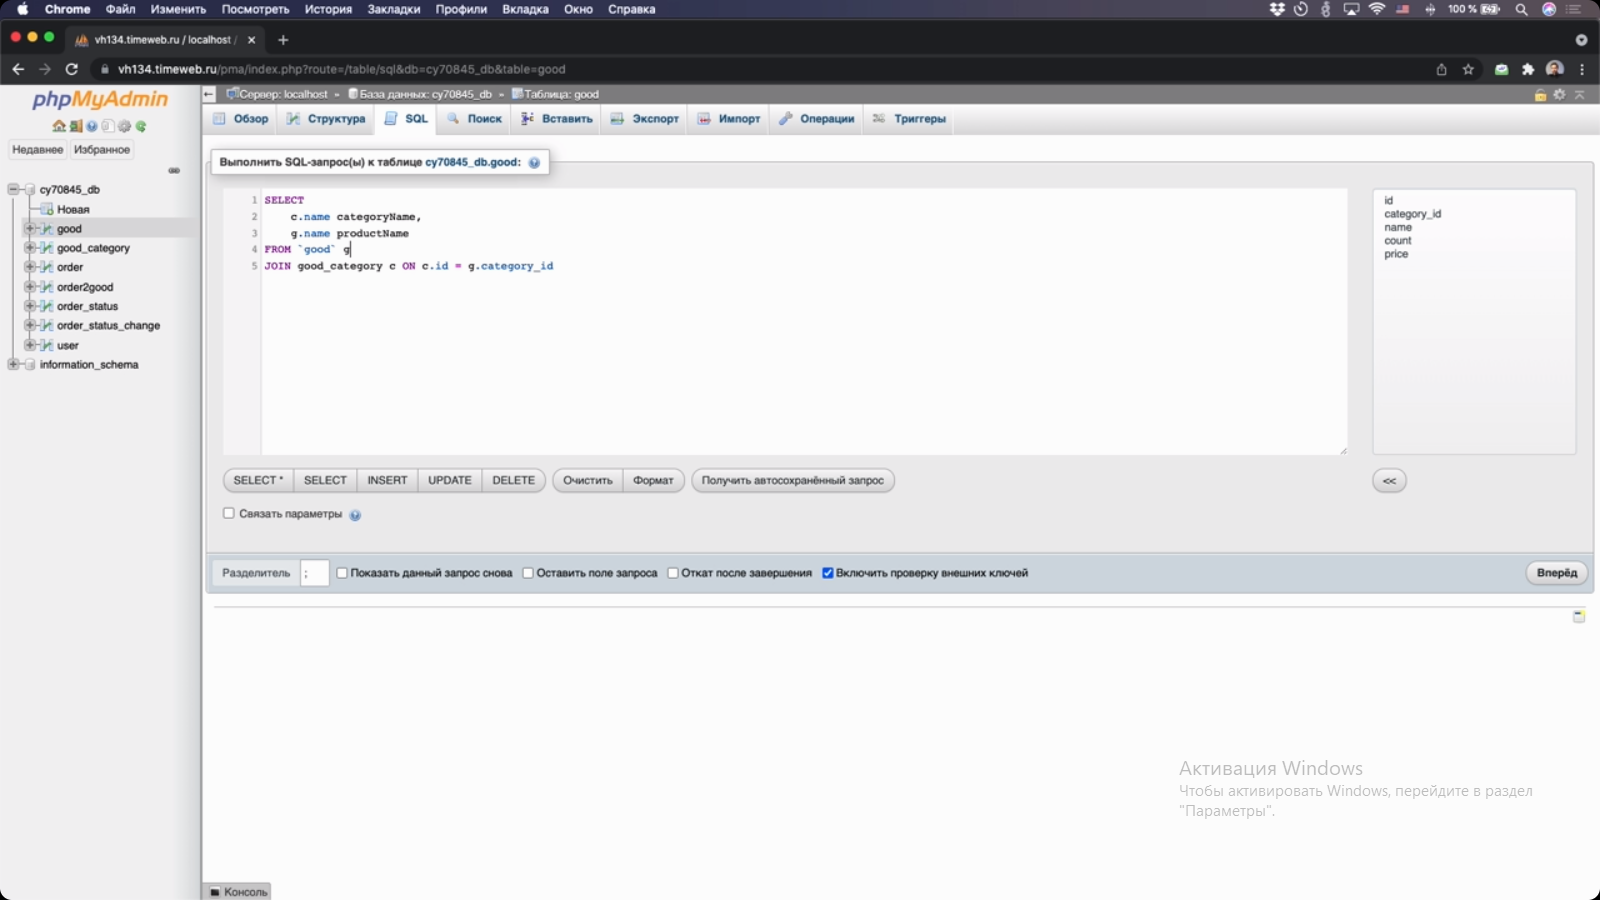 Chrome Файл Изменить Посмотреть История Закладки Профили Вкладка Окно Справка 100 %
vh134.timeweb.ru / localhost /
vh134.timeweb.ru/pma/index.php?route=/table/sql&db=cy70845_db&table=good
phpMyAdmin
Недавнее Избранное
cy70845_db
Новая
good
good_category
order
order2good
order_status
order_status_change
user
information_schema
Сервер: localhost » База данных: cy70845_db » Таблица: good
Обзор Структура SQL Поиск Вставить Экспорт Импорт Операции Триггеры
Выполнить SQL-запрос(ы) к таблице cy70845_db.good:
1 SELECT
2 c.name categoryName,
3 g.name productName
4 FROM `good` g
5 JOIN good_category c ON c.id = g.category_id
id
category_id
name
count
price
SELECT * SELECT INSERT UPDATE DELETE Очистить Формат Получить автосохранённый запрос <<
Связать параметры
Разделитель ; Показать данный запрос снова Оставить поле запроса Откат после завершения Включить проверку внешних ключей Вперёд
Активация Windows
Чтобы активировать Windows, перейдите в раздел
"Параметры".
Консоль